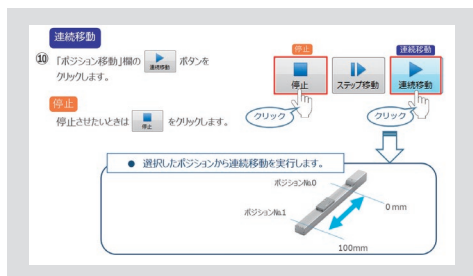 連続移動
⑩ 「ポジション移動」欄の 連続移動 ボタンを
クリックします。
停止
停止させたいときは 停止 をクリックします。
停止
連続移動
停止 ステップ移動 連続移動
クリック クリック
● 選択したポジションから連続移動を実行します。
ポジションNo.0
ポジションNo.1
0mm
100mm